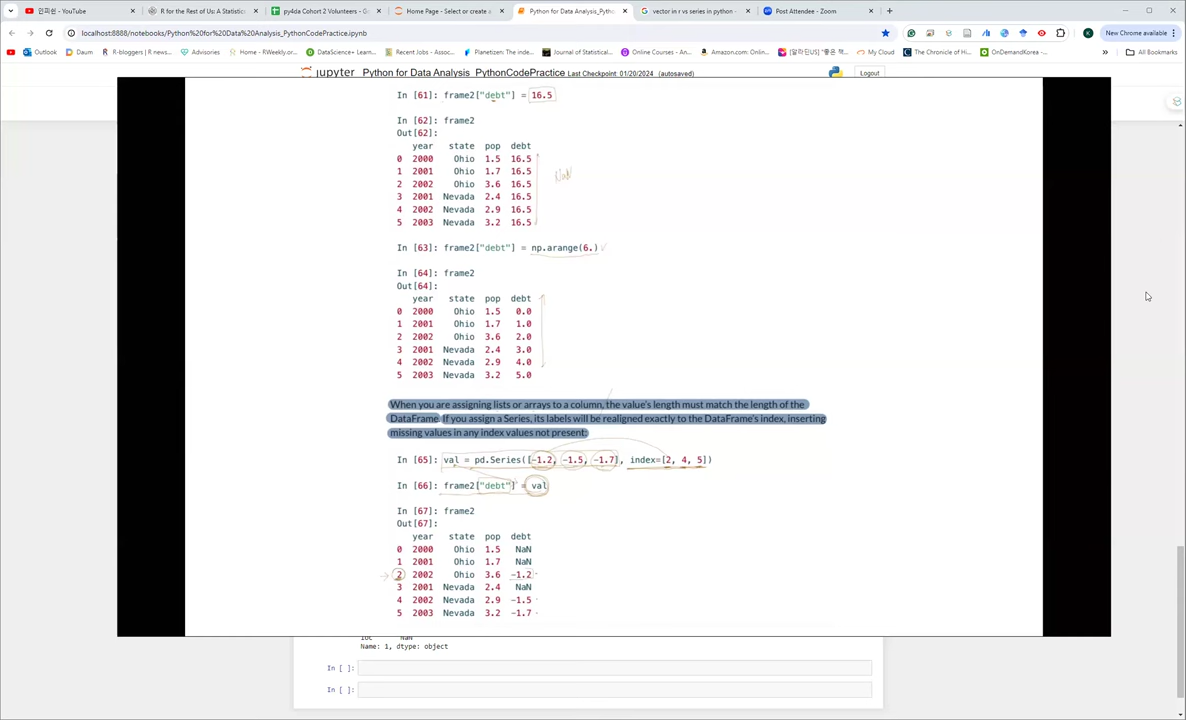 인피쉰 - YouTube
R for the Rest of Us: A Statistic
py4da Cohort 2 Volunteers - Go
Home Page - Select or create a
Python for Data Analysis_Pytho
vector in r vs series in python -
Post Attendee - Zoom
localhost:8888/notebooks/Python%20for%20Data%20Analysis_PythonCodePractice.ipynb
New Chrome available
Outlook
Daum
R-bloggers | R news...
Home - RWeekly.or...
Advisories
DataScience+ | Learn...
Recent Jobs - Assoc...
Planetizen: The inde...
Journal of Statistical...
Online Courses - An...
Amazon.com: Online...
My Cloud
The Chronicle of Hi...
OnDemandKorea -
All Bookmarks
jupyter Python for Data Analysis_PythonCodePractice Last Checkpoint: 01/20/2024 (autosaved)
Logout
In [61]: frame2["debt"] = 16.5
In [62]: frame2
Out[62]:
year state pop debt
0 2000 Ohio 1.5 16.5
1 2001 Ohio 1.7 16.5
2 2002 Ohio 3.6 16.5
3 2001 Nevada 2.4 16.5
4 2002 Nevada 2.9 16.5
5 2003 Nevada 3.2 16.5
NaN
In [63]: frame2["debt"] = np.arange(6.)
In [64]: frame2
Out[64]:
year state pop debt
0 2000 Ohio 1.5 0.0
1 2001 Ohio 1.7 1.0
2 2002 Ohio 3.6 2.0
3 2001 Nevada 2.4 3.0
4 2002 Nevada 2.9 4.0
5 2003 Nevada 3.2 5.0
When you are assigning lists or arrays to a column, the value's length must match the length of the
DataFrame. If you assign a Series, its labels will be realigned exactly to the DataFrame's index, inserting
missing values in any index values not present:
In [65]: val = pd.Series([-1.2, -1.5, -1.7], index=[2, 4, 5])
In [66]: frame2["debt"] = val
In [67]: frame2
Out[67]:
year state pop debt
0 2000 Ohio 1.5 NaN
1 2001 Ohio 1.7 NaN
2 2002 Ohio 3.6 -1.2
3 2001 Nevada 2.4 NaN
4 2002 Nevada 2.9 -1.5
5 2003 Nevada 3.2 -1.7
NaN
Name: 1, dtype: object
In [ ]:
In [ ]: